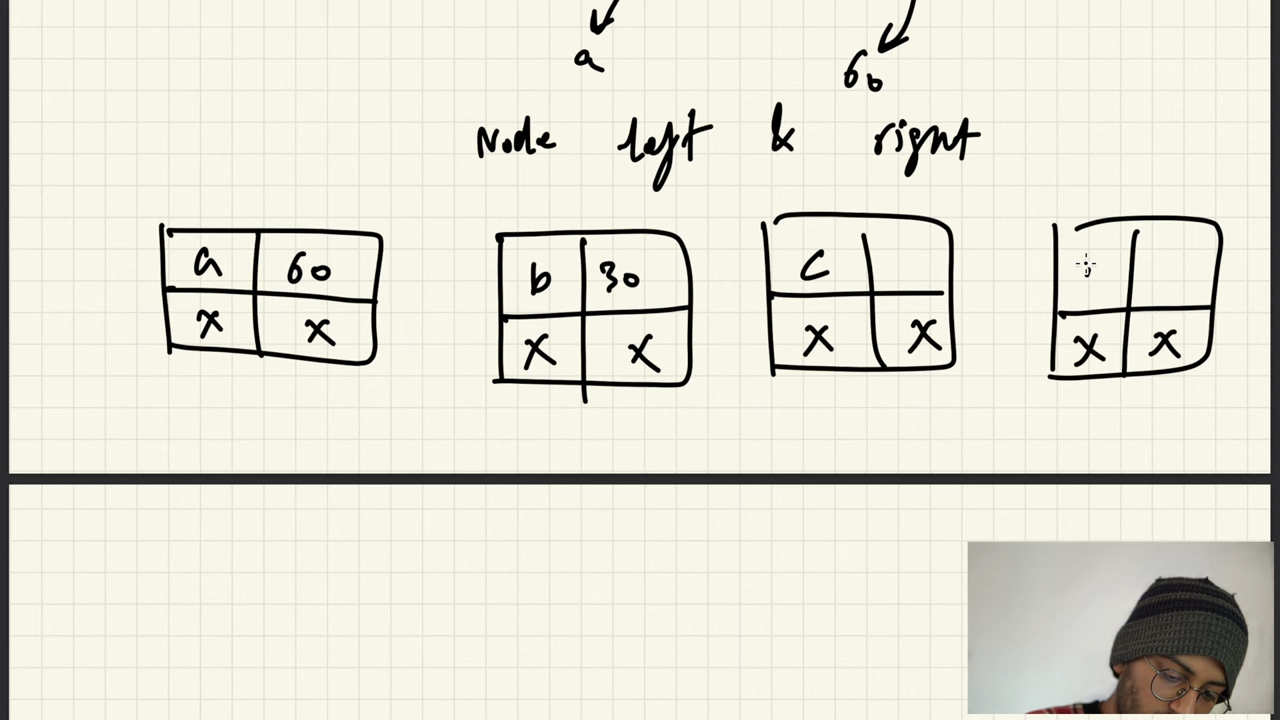 a 60
Node left & right
a 60 b 30 c
x x x x x x x x